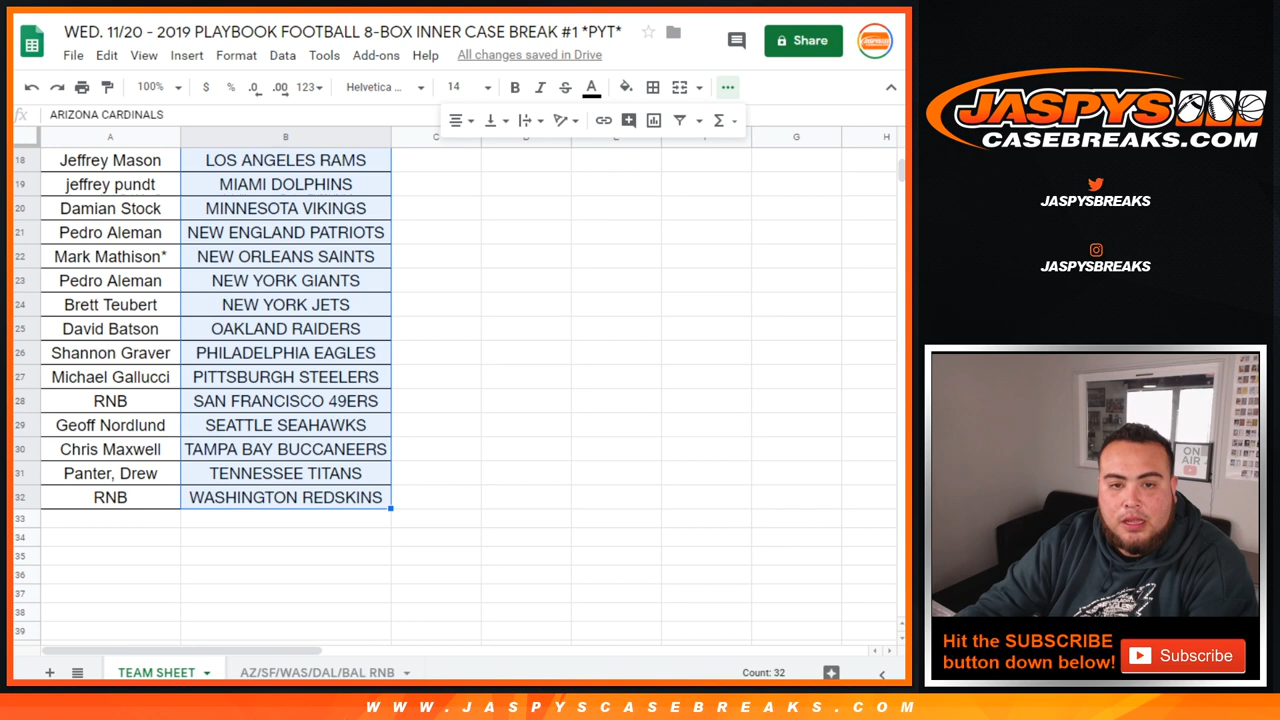 WED. 11/20 - 2019 PLAYBOOK FOOTBALL 8-BOX INNER CASE BREAK #1 *PYT*
Share
File Edit View Insert Format Data Tools Add-ons Help All changes saved in Drive
100% $ % .0 .00 123 Helvetica ... 14 B I S A
fx ARIZONA CARDINALS
A B C G H
18 Jeffrey Mason LOS ANGELES RAMS
19 jeffrey pundt MIAMI DOLPHINS
20 Damian Stock MINNESOTA VIKINGS
21 Pedro Aleman NEW ENGLAND PATRIOTS
22 Mark Mathison* NEW ORLEANS SAINTS
23 Pedro Aleman NEW YORK GIANTS
24 Brett Teubert NEW YORK JETS
25 David Batson OAKLAND RAIDERS
26 Shannon Graver PHILADELPHIA EAGLES
27 Michael Gallucci PITTSBURGH STEELERS
28 RNB SAN FRANCISCO 49ERS
29 Geoff Nordlund SEATTLE SEAHAWKS
30 Chris Maxwell TAMPA BAY BUCCANEERS
31 Panter, Drew TENNESSEE TITANS
32 RNB WASHINGTON REDSKINS
33
34
35
36
37
38
39
TEAM SHEET AZ/SF/WAS/DAL/BAL RNB Count: 32
JASPYS
CASEBREAKS.COM
JASPYSBREAKS
JASPYSBREAKS
ON
AIR
Hit the SUBSCRIBE
button down below!
Subscribe
WWW.JASPYSCASEBREAKS.COM